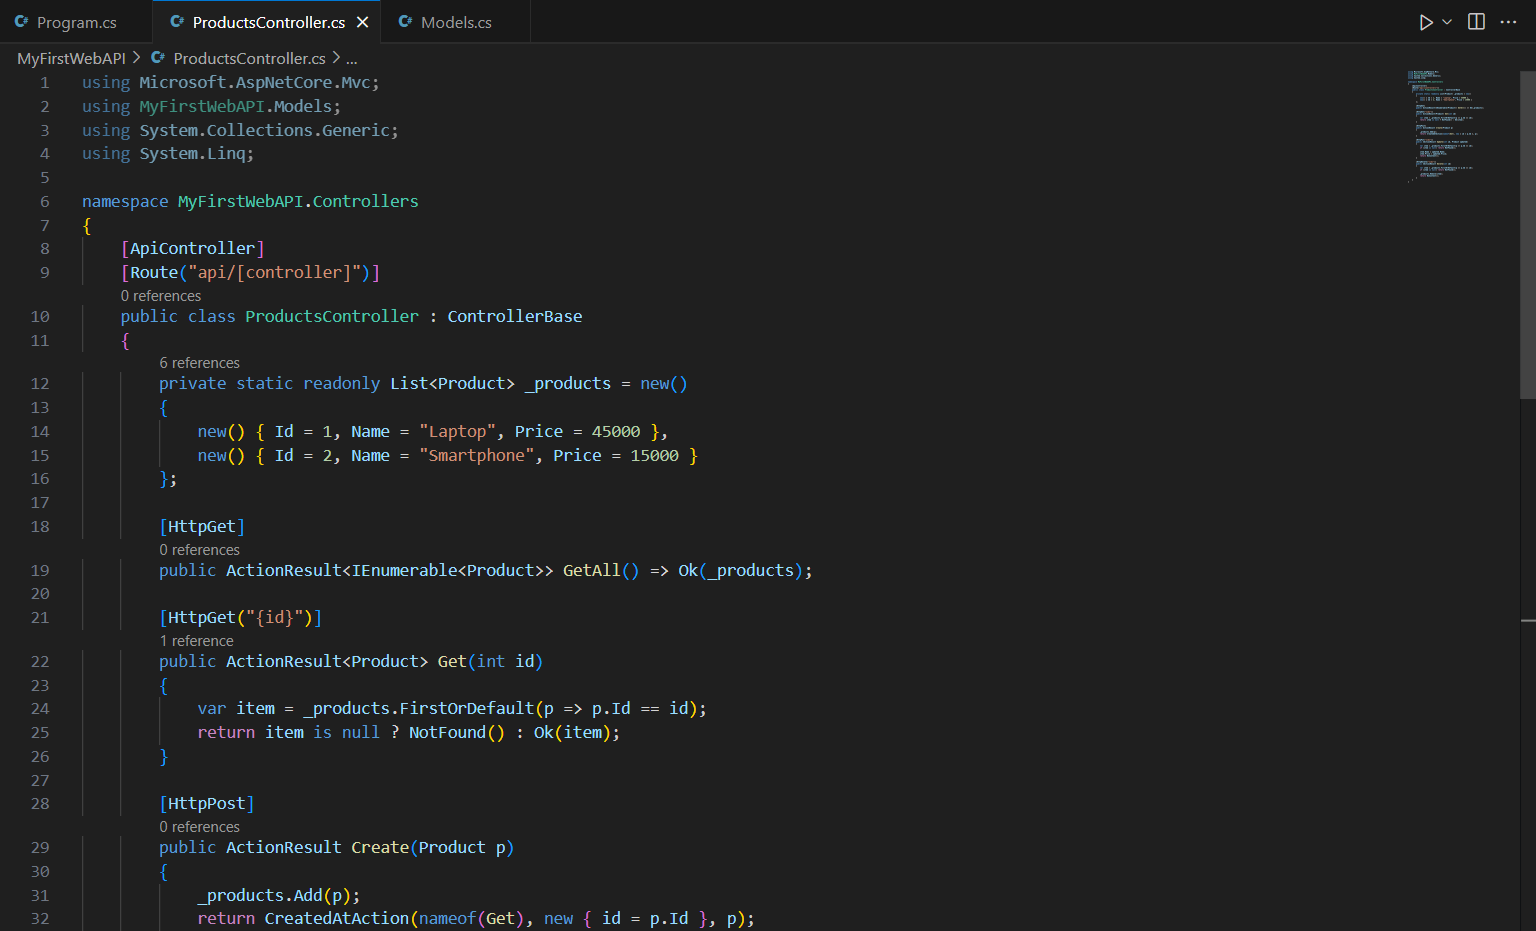 Program.cs ProductsController.cs Models.cs
MyFirstWebAPI > ProductsController.cs > ...
1 using Microsoft.AspNetCore.Mvc;
2 using MyFirstWebAPI.Models;
3 using System.Collections.Generic;
4 using System.Linq;
5
6 namespace MyFirstWebAPI.Controllers
7 {
8 [ApiController]
9 [Route("api/[controller]")]
0 references
10 public class ProductsController : ControllerBase
11 {
6 references
12 private static readonly List<Product> _products = new()
13 {
14 new() { Id = 1, Name = "Laptop", Price = 45000 },
15 new() { Id = 2, Name = "Smartphone", Price = 15000 }
16 };
17
18 [HttpGet]
0 references
19 public ActionResult<IEnumerable<Product>> GetAll() => Ok(_products);
20
21 [HttpGet("{id}")]
1 reference
22 public ActionResult<Product> Get(int id)
23 {
24 var item = _products.FirstOrDefault(p => p.Id == id);
25 return item is null ? NotFound() : Ok(item);
26 }
27
28 [HttpPost]
0 references
29 public ActionResult Create(Product p)
30 {
31 _products.Add(p);
32 return CreatedAtAction(nameof(Get), new { id = p.Id }, p);